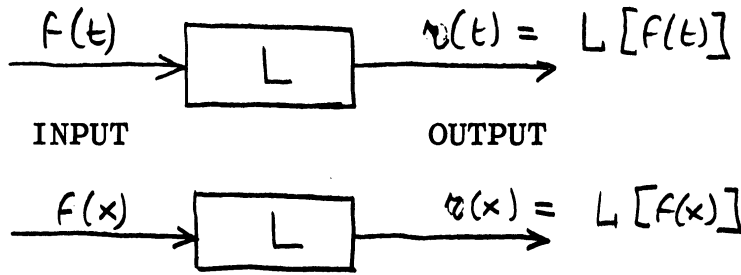 f(t) L r(t) = L [f(t)]
INPUT OUTPUT
f(x) L r(x) = L [f(x)]